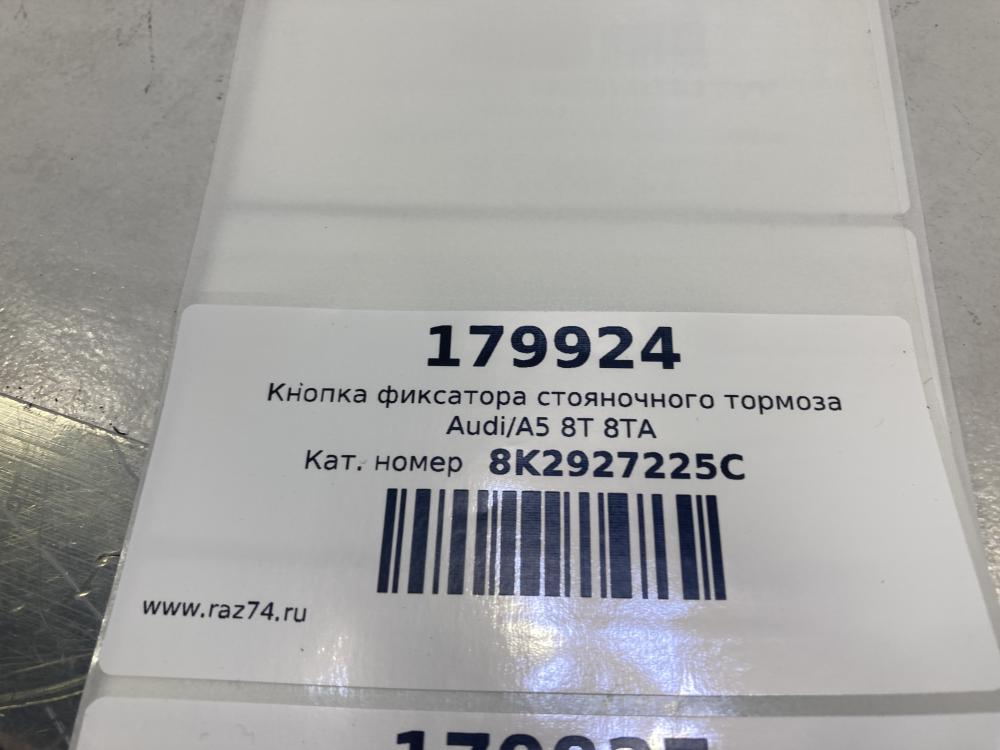 179924
Кнопка фиксатора стояночного тормоза
Audi/A5 8T 8TA
Кат. номер 8K2927225C
www.raz74.ru